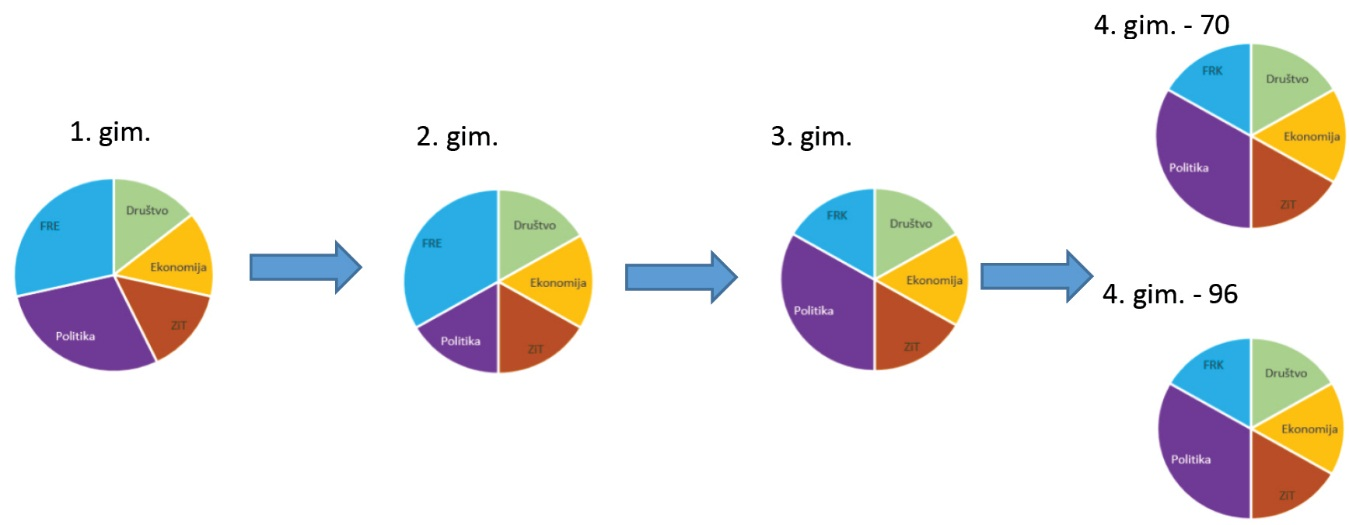 1. gim.
FRE
Društvo
Ekonomija
ZiT
Politika
2. gim.
FRE
Društvo
Ekonomija
ZiT
Politika
3. gim.
FRK
Društvo
Ekonomija
ZiT
Politika
4. gim. - 70
FRK
Društvo
Ekonomija
ZiT
Politika
4. gim. - 96
FRK
Društvo
Ekonomija
ZiT
Politika